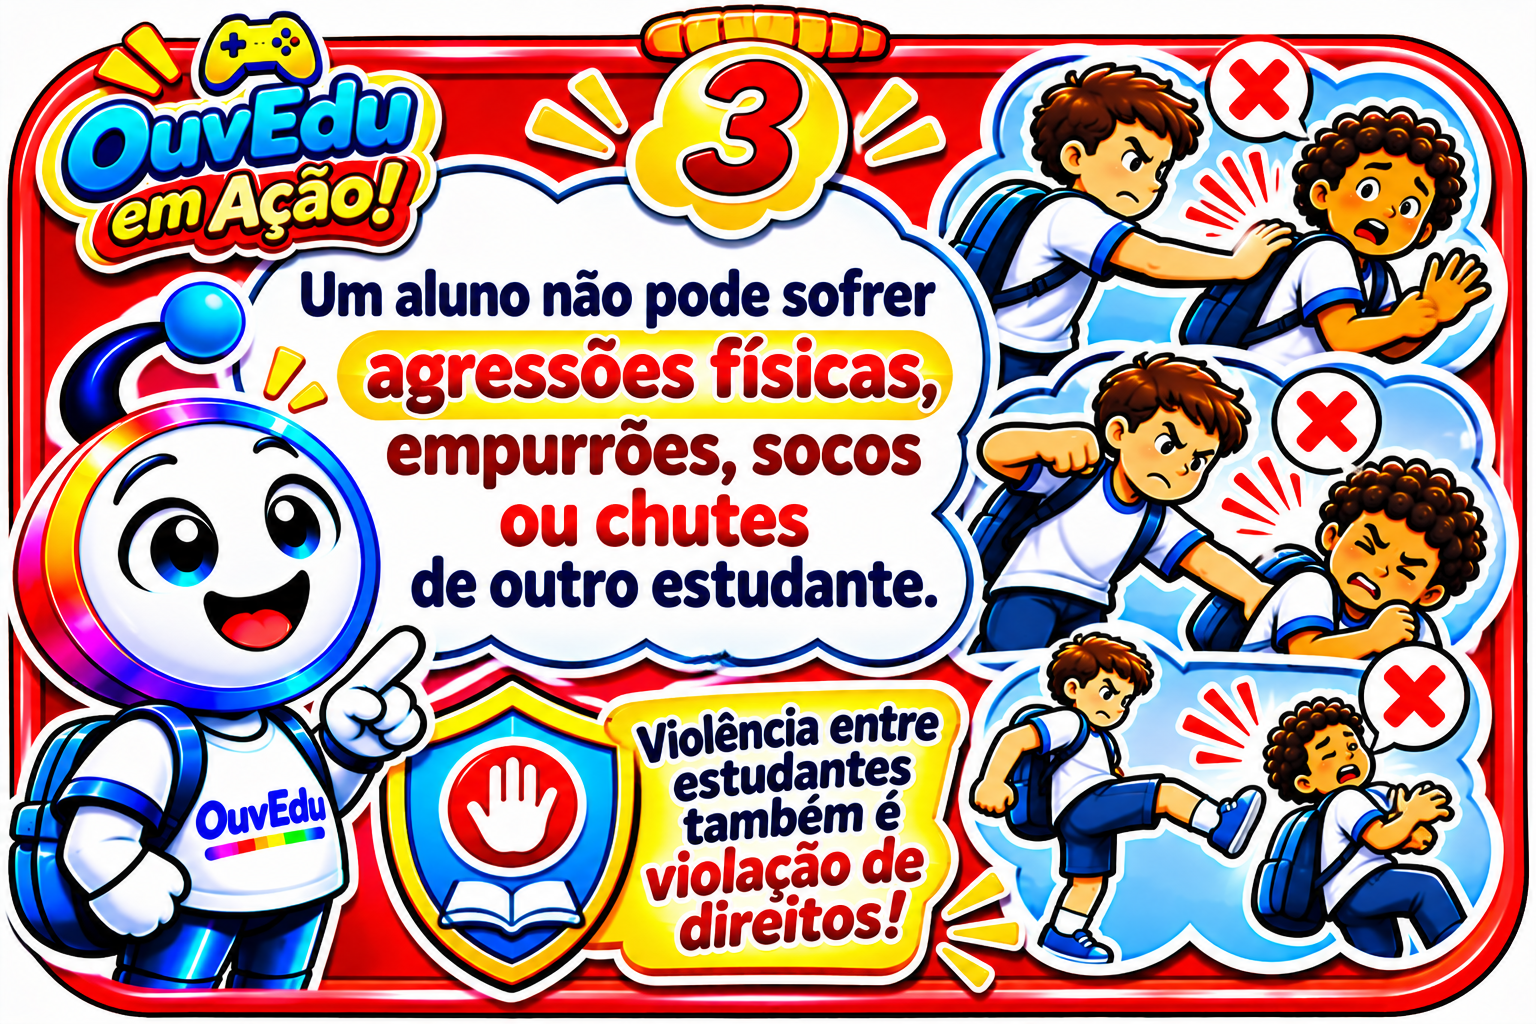 OuvEdu
em Ação!
3
Um aluno não pode sofrer
agressões físicas,
empurrões, socos
ou chutes
de outro estudante.
OuvEdu
Violência entre
estudantes
também é
violação de
direitos!